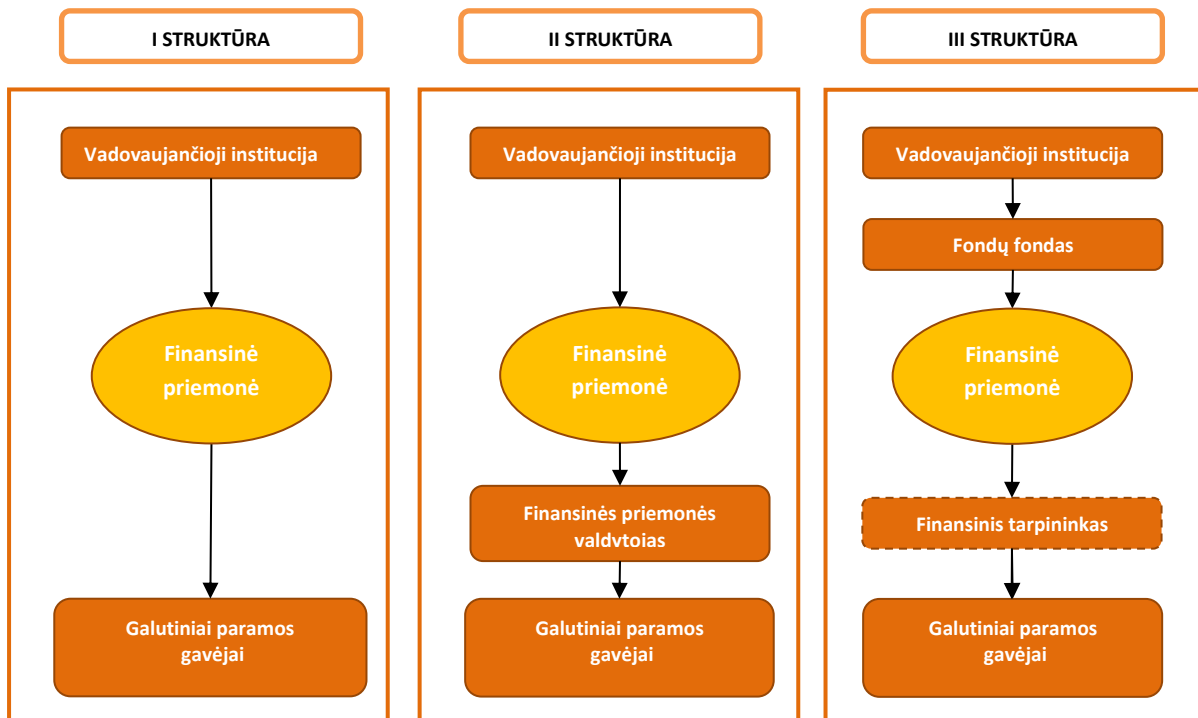 I STRUKTŪRA
Vadovaujančioji institucija
Finansinė
priemonė
Galutiniai paramos
gavėjai
II STRUKTŪRA
Vadovaujančioji institucija
Finansinė
priemonė
Finansinės priemonės
valdvtoias
Galutiniai paramos
gavėjai
III STRUKTŪRA
Vadovaujančioji institucija
Fondų fondas
Finansinė
priemonė
Finansinis tarpininkas
Galutiniai paramos
gavėjai